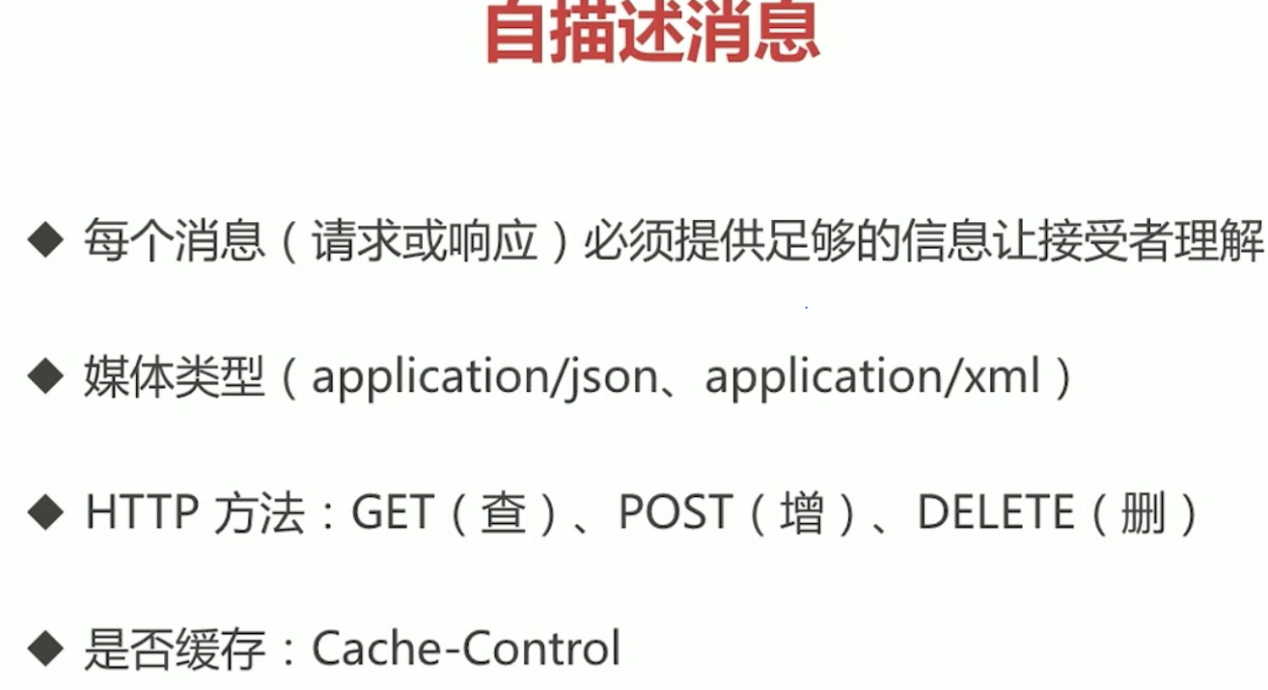 自描述消息
◆ 每个消息（请求或响应）必须提供足够的信息让接受者理解
◆ 媒体类型（application/json、application/xml）
◆ HTTP 方法：GET（查）、POST（增）、DELETE（删）
◆ 是否缓存：Cache-Control